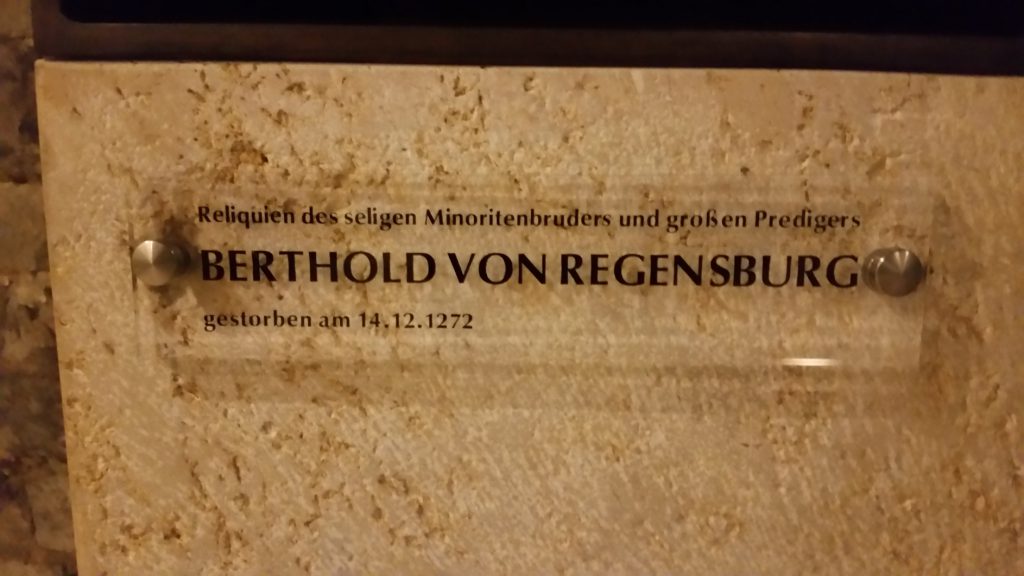 Reliquien des seligen Minoritenbruders und großen Predigers
BERTHOLD VON REGENSBURG
gestorben am 14.12.1272